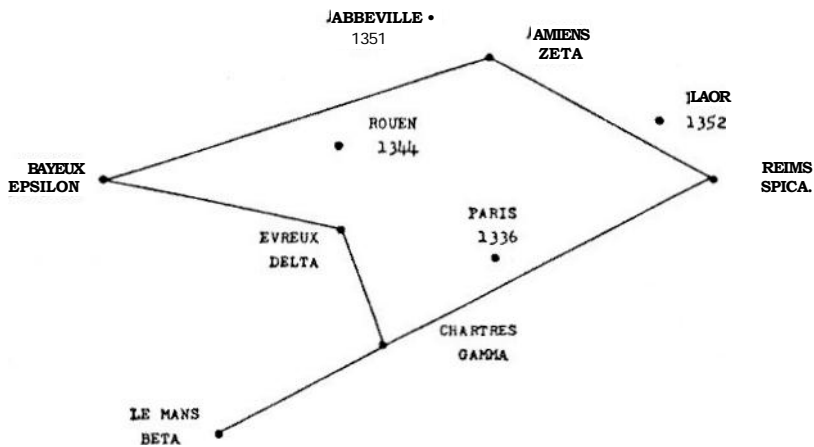 ABBEVILLE •
1351
AMIENS
ZETA
LAOR
1352
ROUEN
1344
BAYEUX
EPSILON
REIMS
SPICA.
PARIS
1336
EVREUX
DELTA
CHARTRES
GAMMA
LE MANS
BETA